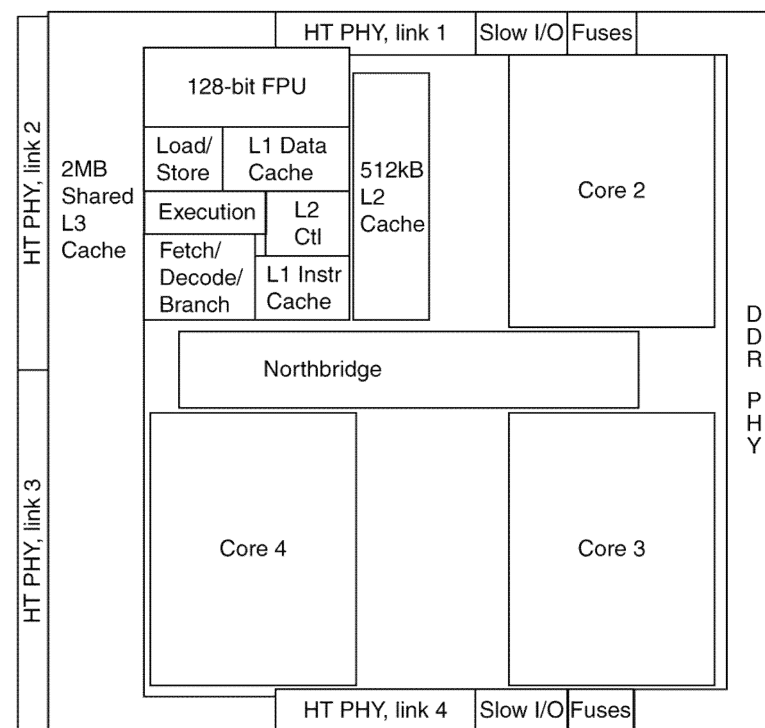 HT PHY, link 1
Slow I/O
Fuses
HT PHY, link 2
2MB
Shared
L3
Cache
128-bit FPU
Load/
Store
L1 Data
Cache
Execution
L2
Ctl
Fetch/
Decode/
Branch
L1 Instr
Cache
512kB
L2
Cache
Core 2
Northbridge
D
D
R
P
H
Y
HT PHY, link 3
Core 4
Core 3
HT PHY, link 4
Slow I/O
Fuses